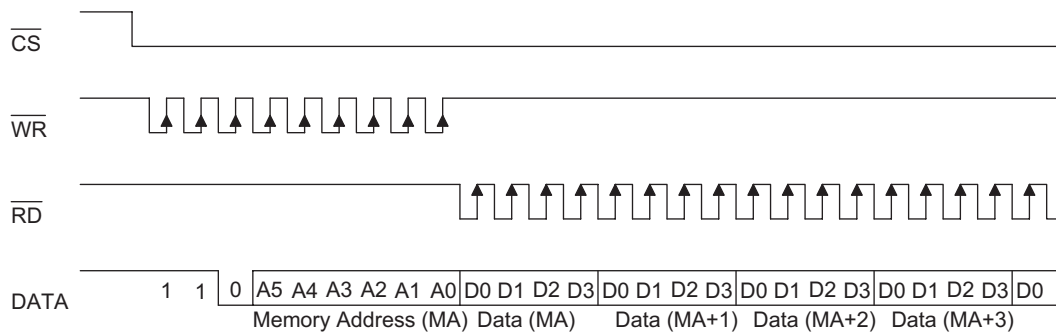 CS
WR
RD
DATA 1 1 0 A5 A4 A3 A2 A1 A0 D0 D1 D2 D3 D0 D1 D2 D3 D0 D1 D2 D3 D0 D1 D2 D3 D0
Memory Address (MA) Data (MA) Data (MA+1) Data (MA+2) Data (MA+3)